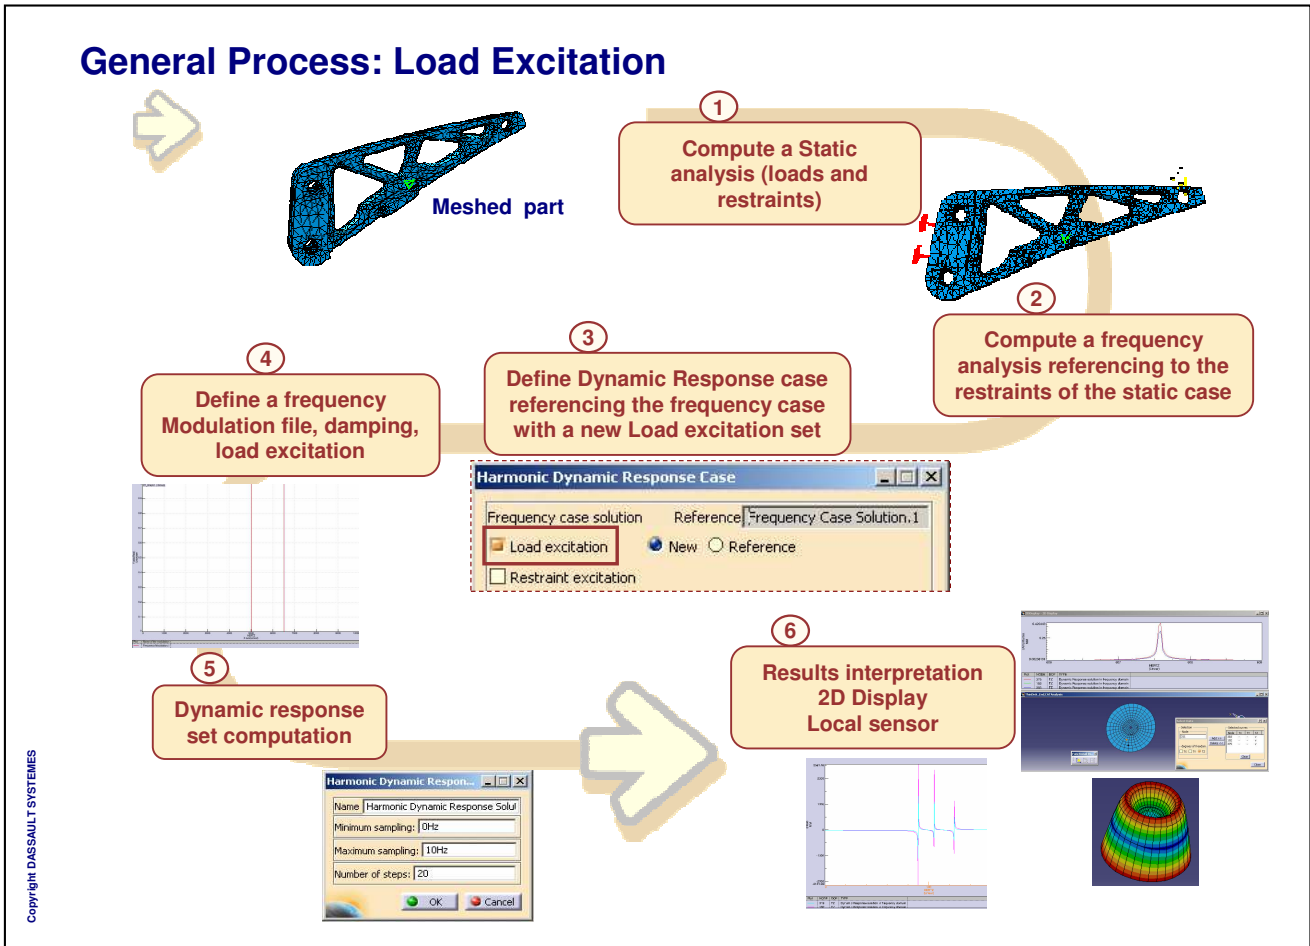 General Process: Load Excitation
Meshed part
1
Compute a Static
analysis (loads and
restraints)
2
Compute a frequency
analysis referencing to the
restraints of the static case
3
Define Dynamic Response case
referencing the frequency case
with a new Load excitation set
Harmonic Dynamic Response Case
Frequency case solution Reference Frequency Case Solution.1
Load excitation New Reference
Restraint excitation
4
Define a frequency
Modulation file, damping,
load excitation
5
Dynamic response
set computation
Harmonic Dynamic Respon...
Name Harmonic Dynamic Response Solu
Minimum sampling: 0Hz
Maximum sampling: 10Hz
Number of steps: 20
OK Cancel
6
Results interpretation
2D Display
Local sensor
Copyright DASSAULT SYSTEMES